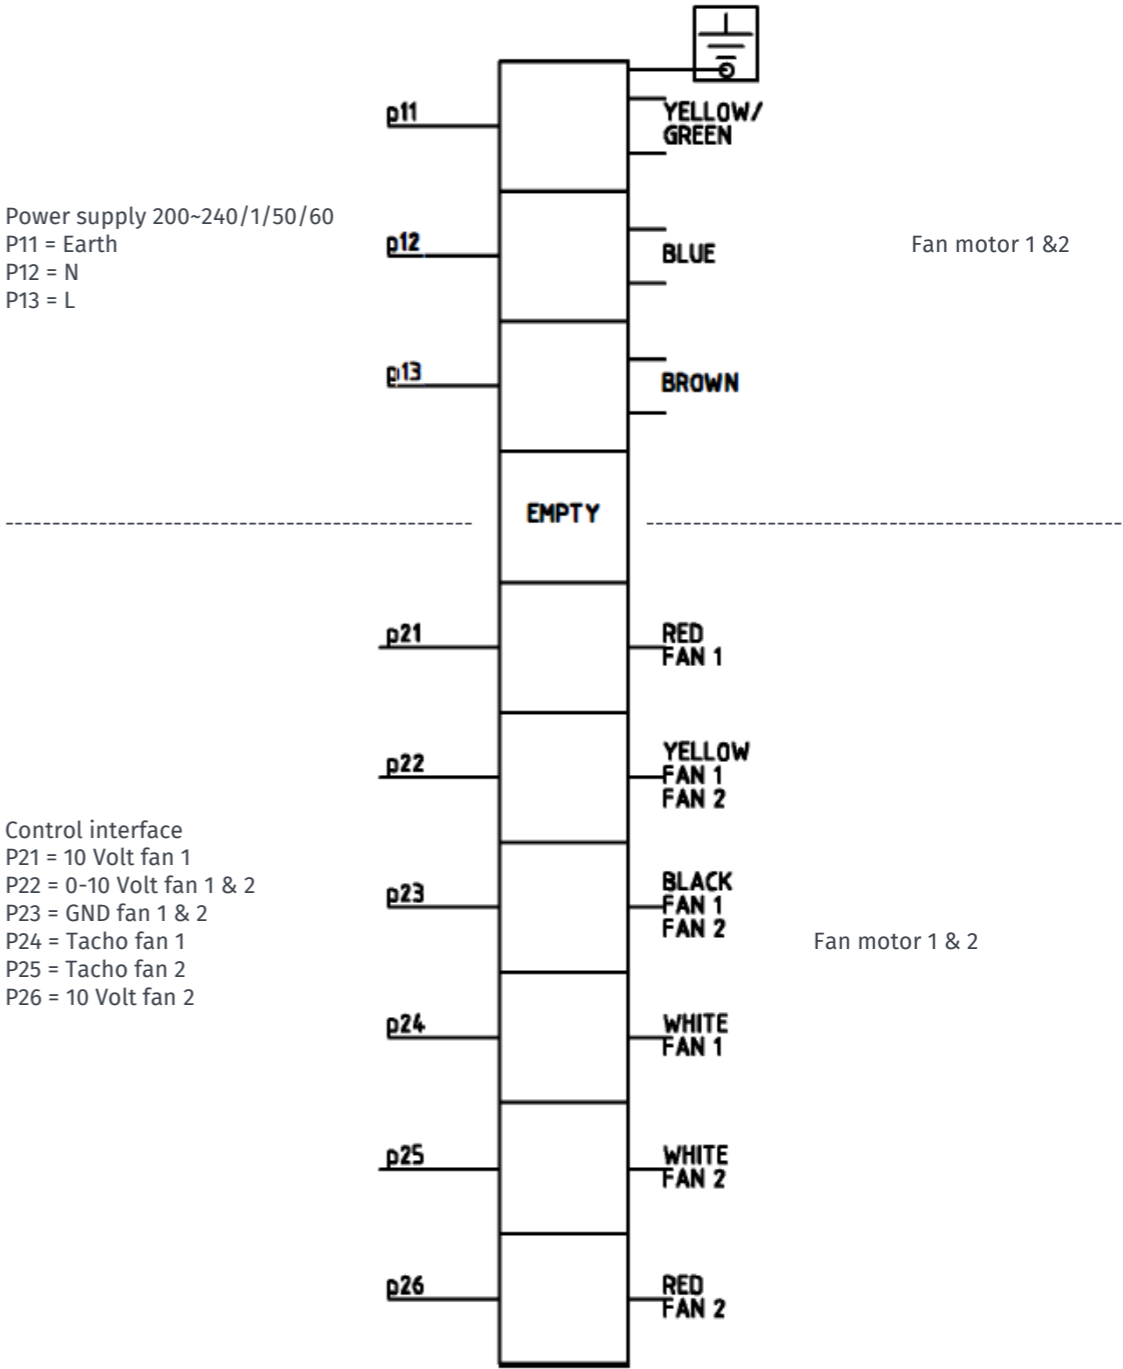 p11
YELLOW/
GREEN
Power supply 200~240/1/50/60
P11 = Earth
P12 = N
P13 = L
p12
BLUE
Fan motor 1 &2
p13
BROWN
EMPTY
p21
RED
FAN 1
p22
YELLOW
FAN 1
FAN 2
Control interface
P21 = 10 Volt fan 1
P22 = 0-10 Volt fan 1 & 2
P23 = GND fan 1 & 2
P24 = Tacho fan 1
P25 = Tacho fan 2
P26 = 10 Volt fan 2
p23
BLACK
FAN 1
FAN 2
Fan motor 1 & 2
p24
WHITE
FAN 1
p25
WHITE
FAN 2
p26
RED
FAN 2